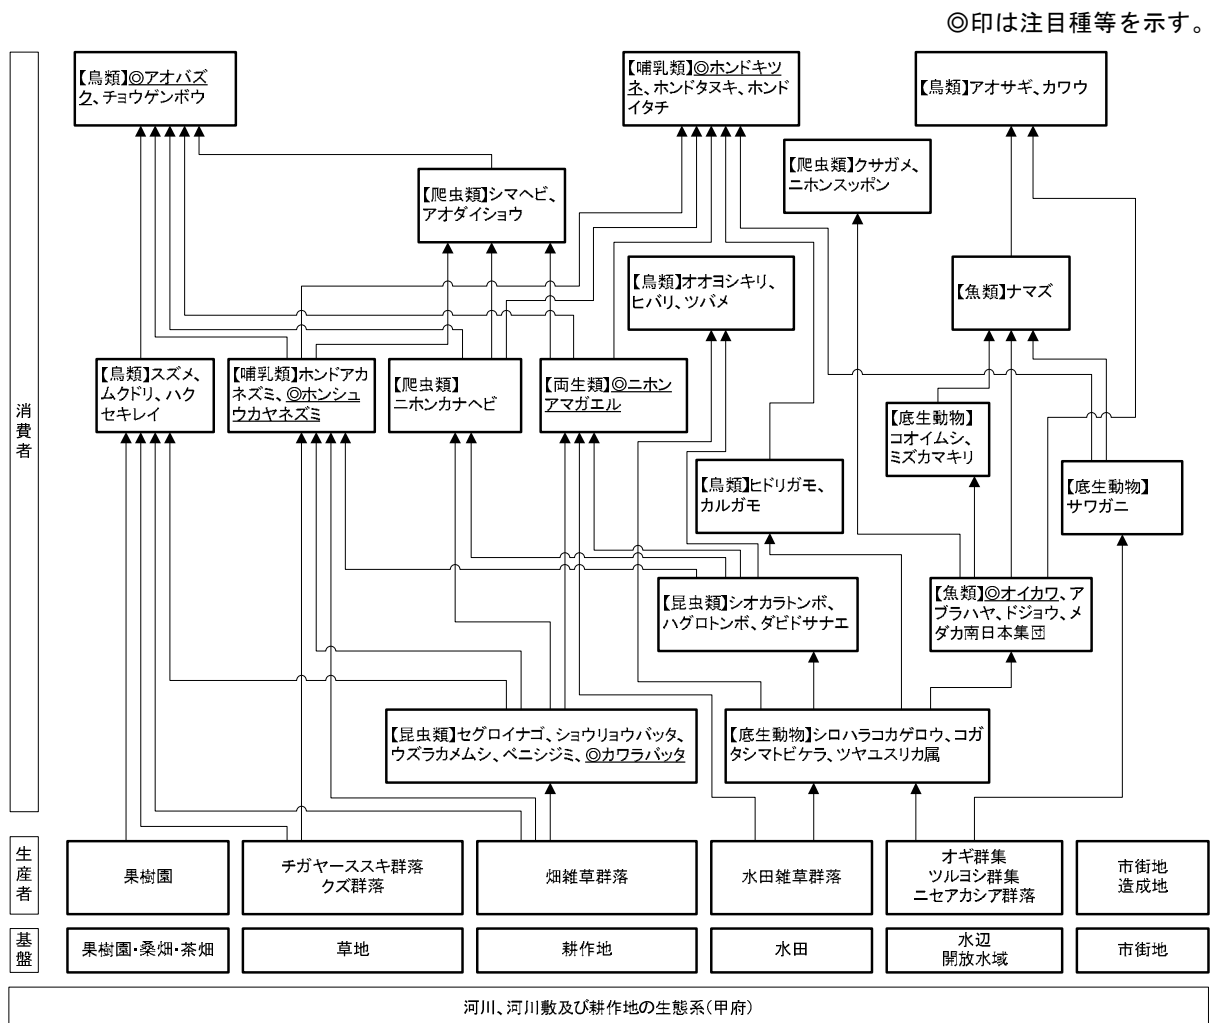 ◎印は注目種等を示す。
【鳥類】◎アオバズ
ク、チョウゲンボウ
【哺乳類】◎ホンドキツ
ネ、ホンドタヌキ、ホンド
イタチ
【鳥類】アオサギ、カワウ
【爬虫類】クサガメ、
ニホンスッポン
【爬虫類】シマヘビ、
アオダイショウ
【鳥類】オオヨシキリ、
ヒバリ、ツバメ
【魚類】ナマズ
【鳥類】スズメ、
ムクドリ、ハク
セキレイ
【哺乳類】ホンドアカ
ネズミ、◎ホンシュ
ウカヤネズミ
【爬虫類】
ニホンカナヘビ
【両生類】◎ニホン
アマガエル
【底生動物】
コオイムシ、
ミズカマキリ
【鳥類】ヒドリガモ、
カルガモ
【底生動物】
サワガニ
【昆虫類】シオカラトンボ、
ハグロトンボ、ダビドサナエ
【魚類】◎オイカワ、ア
ブラハヤ、ドジョウ、メ
ダカ南日本集団
【昆虫類】セグロイナゴ、ショウリョウバッタ、
ウズラカメムシ、ベニシジミ、◎カワラバッタ
【底生動物】シロハラコカゲロウ、コガ
タシマトビケラ、ツヤユスリカ属
消費者
生産者
果樹園
チガヤーススキ群落
クズ群落
畑雑草群落
水田雑草群落
オギ群集
ツルヨシ群集
ニセアカシア群落
市街地
造成地
基盤
果樹園・桑畑・茶畑
草地
耕作地
水田
水辺
開放水域
市街地
河川、河川敷及び耕作地の生態系(甲府)